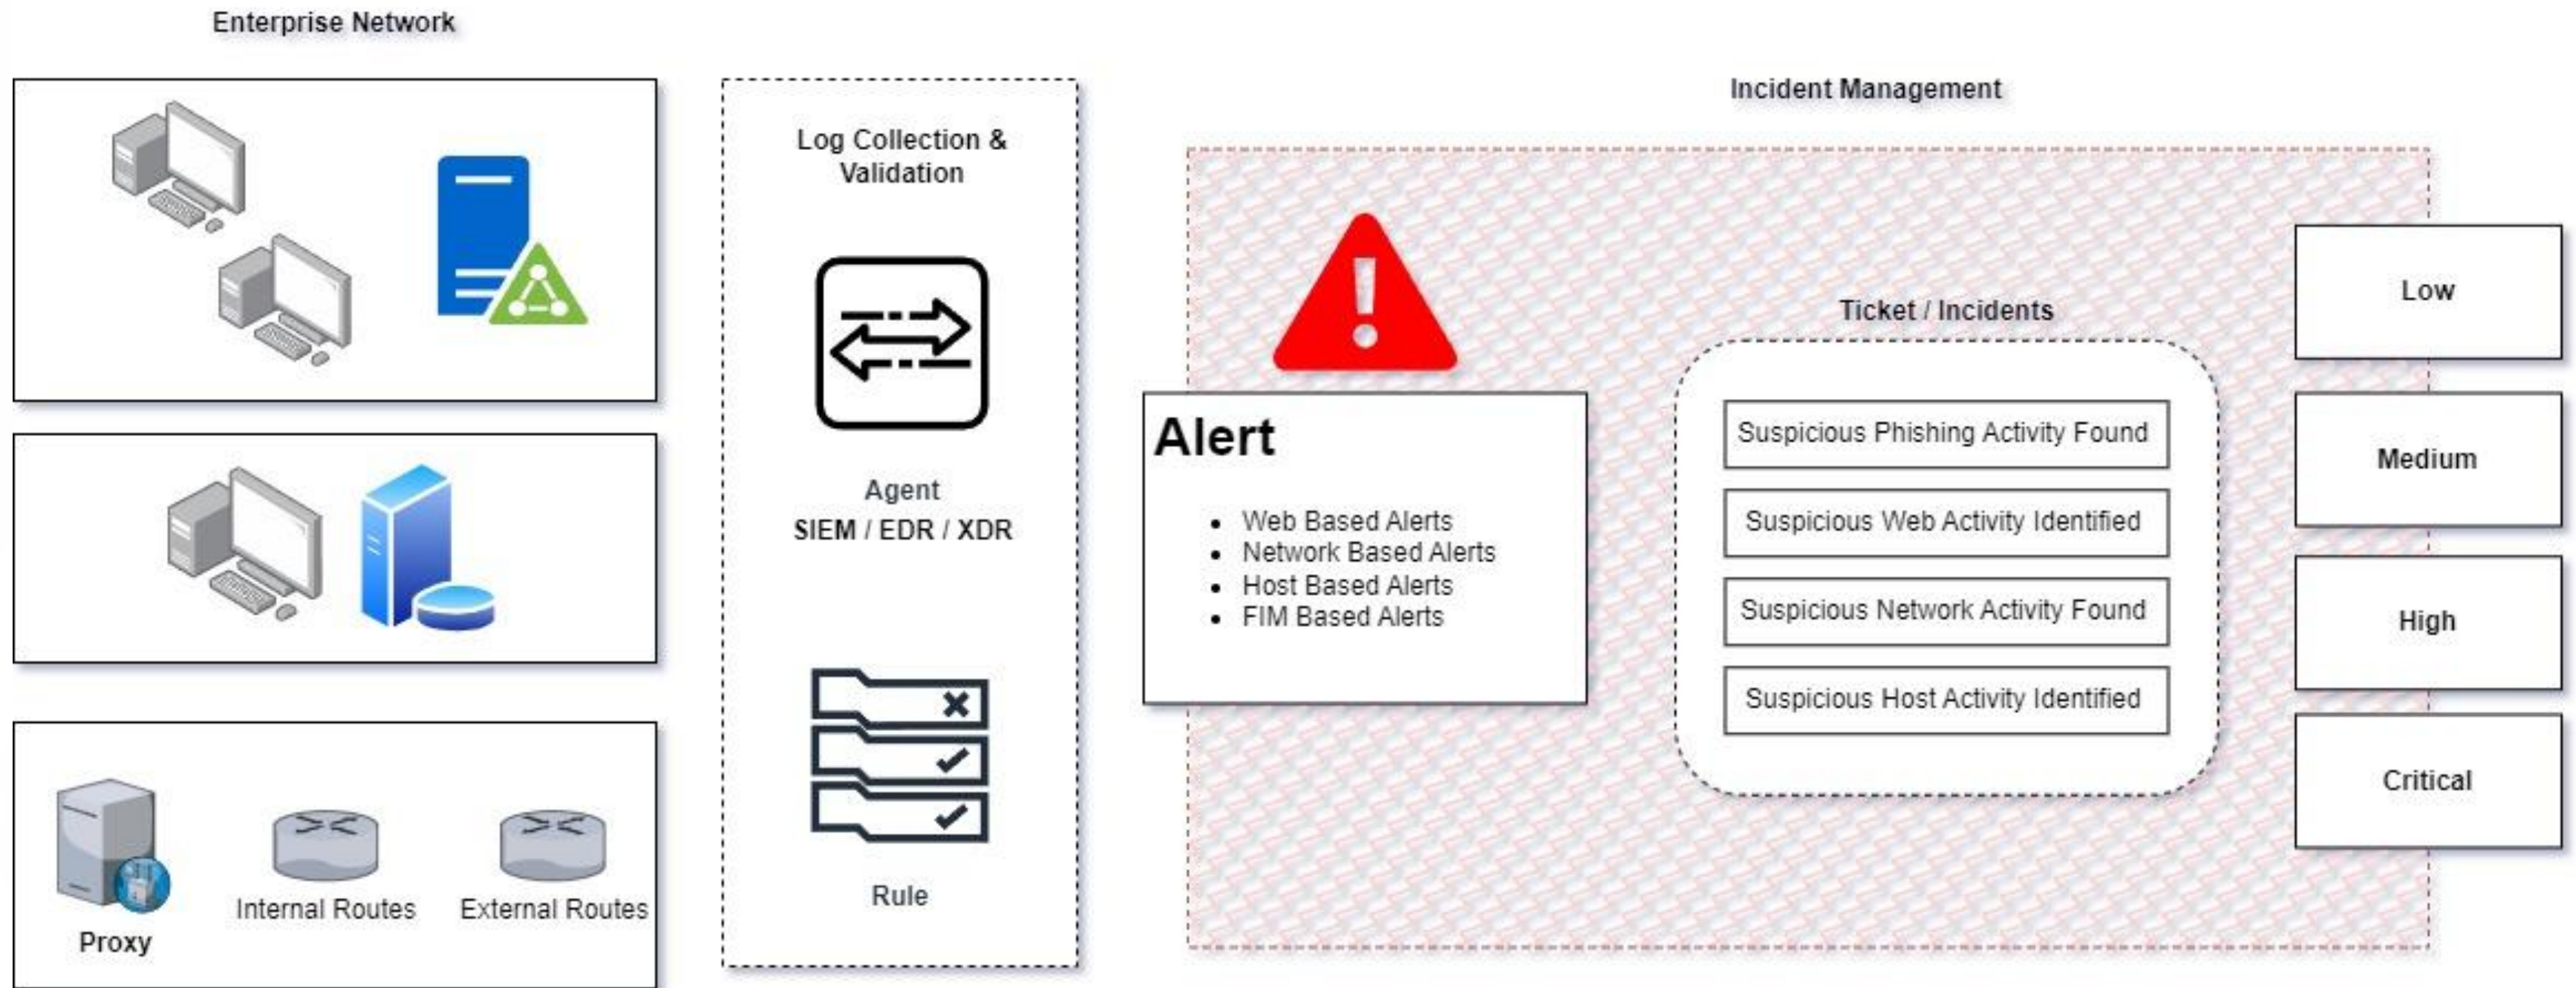 Enterprise Network
Proxy
Internal Routes
External Routes
Log Collection &
Validation
Agent
SIEM / EDR / XDR
Rule
Incident Management
Alert
Web Based Alerts
Network Based Alerts
Host Based Alerts
FIM Based Alerts
Ticket / Incidents
Suspicious Phishing Activity Found
Suspicious Web Activity Identified
Suspicious Network Activity Found
Suspicious Host Activity Identified
Low
Medium
High
Critical